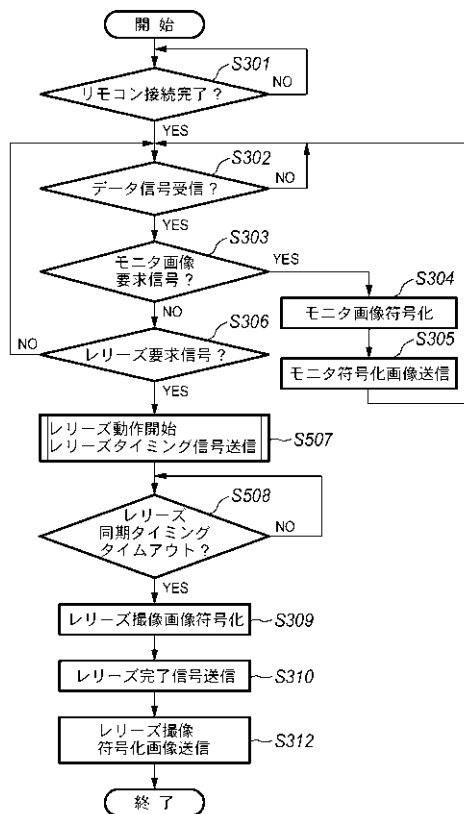 開 始
S301
リモコン接続完了?
NO
YES
S302
データ信号受信?
NO
YES
S303
モニタ画像
要求信号?
YES
NO
S304
モニタ画像符号化
S305
モニタ符号化画像送信
S306
NO
レリーズ要求信号?
YES
レリーズ動作開始
レリーズタイミング信号送信
S507
S508
レリーズ
同期タイミング
タイムアウト?
NO
YES
レリーズ撮像画像符号化
S309
レリーズ完了信号送信
S310
レリーズ撮像
符号化画像送信
S312
終 了